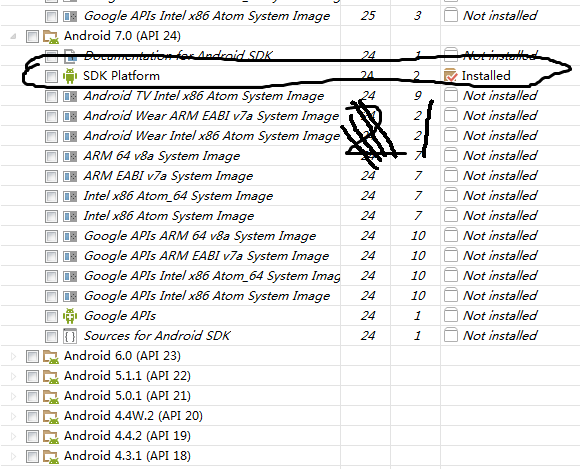 Google APIs Intel x86 Atom System Image 25 3 Not installed
Android 7.0 (API 24)
Documentation for Android SDK 24 1 Not installed
SDK Platform 24 2 Installed
Android TV Intel x86 Atom System Image 24 9 Not installed
Android Wear ARM EABI v7a System Image 2 Not installed
Android Wear Intel x86 Atom System Image 2 Not installed
ARM 64 v8a System Image 24 7 Not installed
ARM EABI v7a System Image 24 7 Not installed
Intel x86 Atom_64 System Image 24 7 Not installed
Intel x86 Atom System Image 24 7 Not installed
Google APIs ARM 64 v8a System Image 24 10 Not installed
Google APIs ARM EABI v7a System Image 24 10 Not installed
Google APIs Intel x86 Atom_64 System Imag 24 10 Not installed
Google APIs Intel x86 Atom System Image 24 10 Not installed
Google APIs 24 1 Not installed
Sources for Android SDK 24 1 Not installed
Android 6.0 (API 23)
Android 5.1.1 (API 22)
Android 5.0.1 (API 21)
Android 4.4W.2 (API 20)
Android 4.4.2 (API 19)
Android 4.3.1 (API 18)